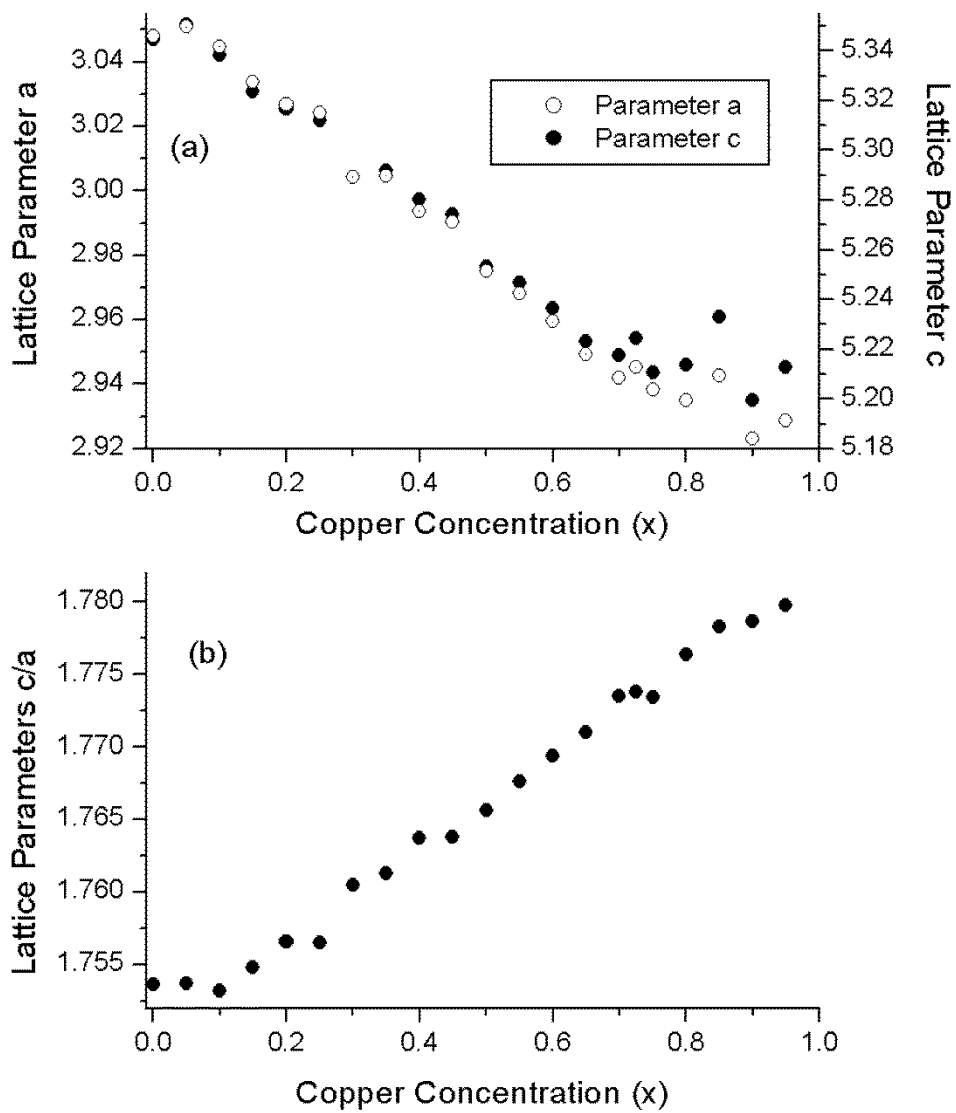 Lattice Parameter a
3.04
3.02
3.00
2.98
2.96
2.94
2.92
(a)
Parameter a
Parameter c
5.34
5.32
5.30
5.28
5.26
5.24
5.22
5.20
5.18
Lattice Parameter c
0.0 0.2 0.4 0.6 0.8 1.0
Copper Concentration (x)
Lattice Parameters c/a
1.780
1.775
1.770
1.765
1.760
1.755
(b)
0.0 0.2 0.4 0.6 0.8 1.0
Copper Concentration (x)